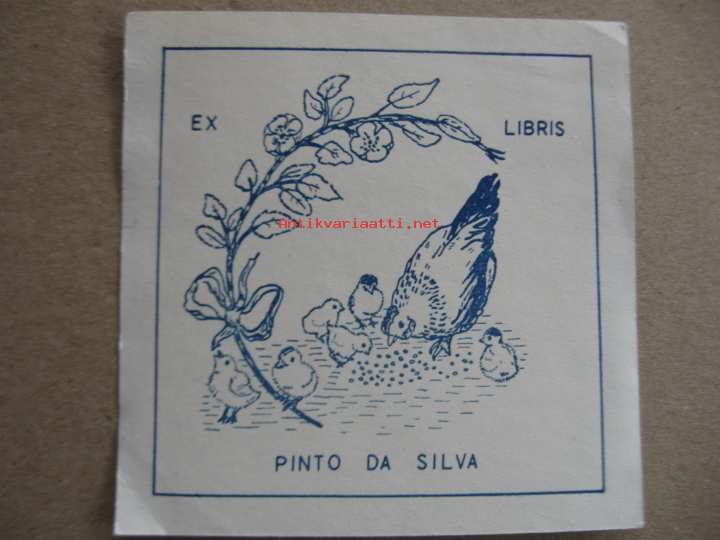 EX LIBRIS
Antikvariaatti.net
PINTO DA SILVA